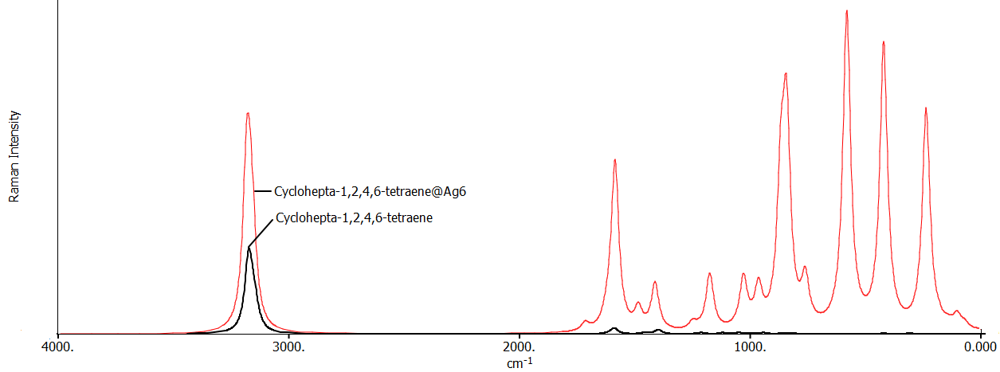 Raman Intensity
Cyclohepta-1,2,4,6-tetraene@Ag6
Cyclohepta-1,2,4,6-tetraene
4000. 3000. 2000. 1000. 0.000
cm-1